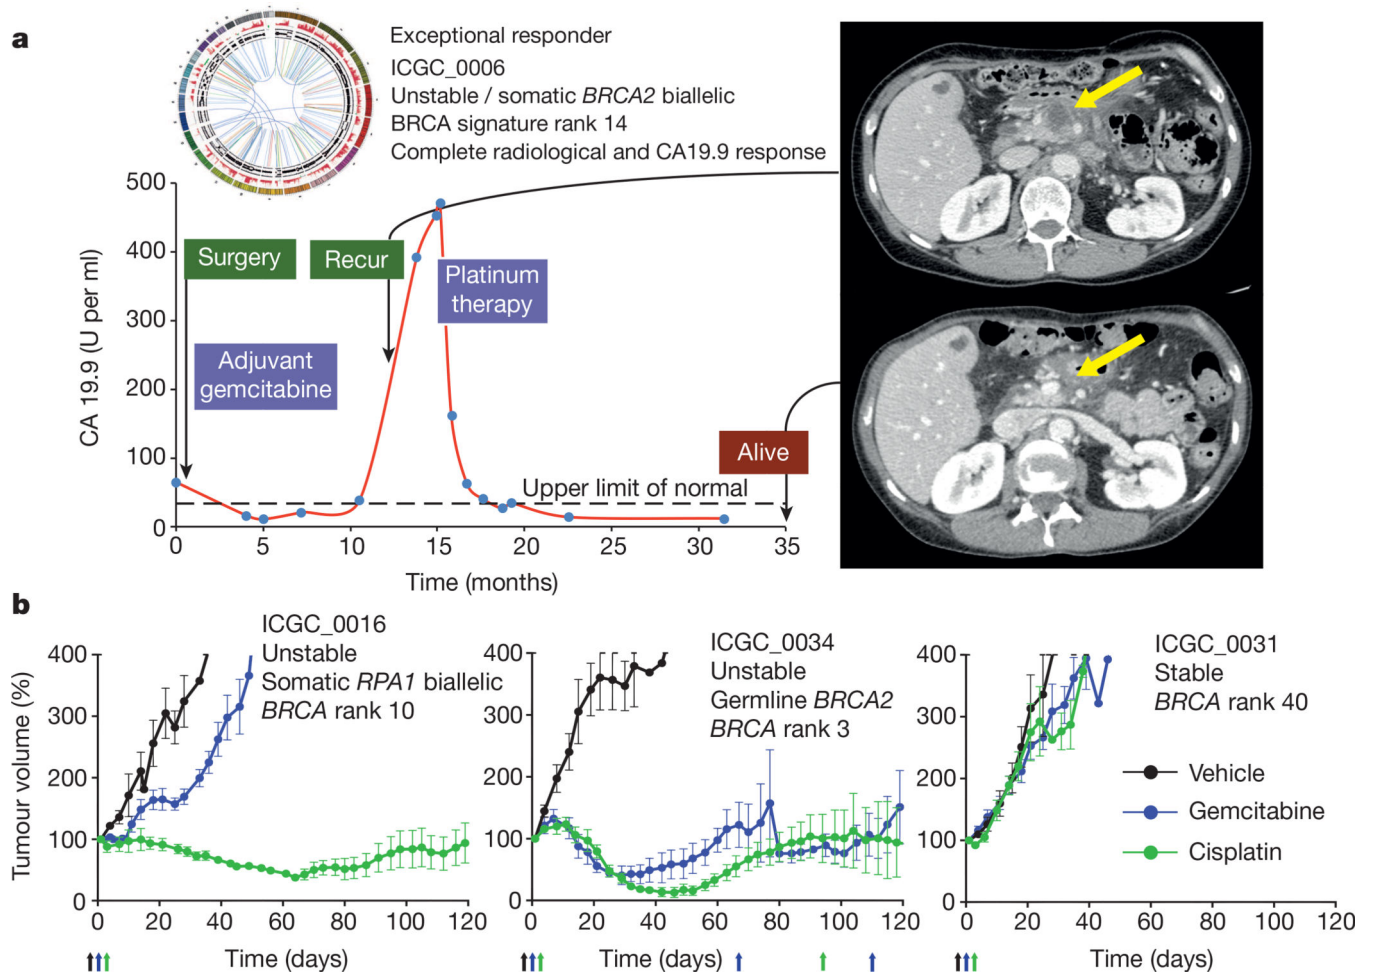 a
Exceptional responder
ICGC_0006
Unstable / somatic BRCA2 biallelic
BRCA signature rank 14
Complete radiological and CA19.9 response
CA 19.9 (U per ml)
500
400
300
200
100
0
Surgery
Recur
Platinum
therapy
Adjuvant
gemcitabine
Alive
Upper limit of normal
0 5 10 15 20 25 30 35
Time (months)
b
Tumour volume (%)
ICGC_0016
Unstable
Somatic RPA1 biallelic
BRCA rank 10
400
300
200
100
0
0 20 40 60 80 100 120
Time (days)
ICGC_0034
Unstable
Germline BRCA2
BRCA rank 3
400
300
200
100
0
0 20 40 60 80 100 120
Time (days)
ICGC_0031
Stable
BRCA rank 40
400
300
200
100
0
Vehicle
Gemcitabine
Cisplatin
0 20 40 60 80 100 120
Time (days)